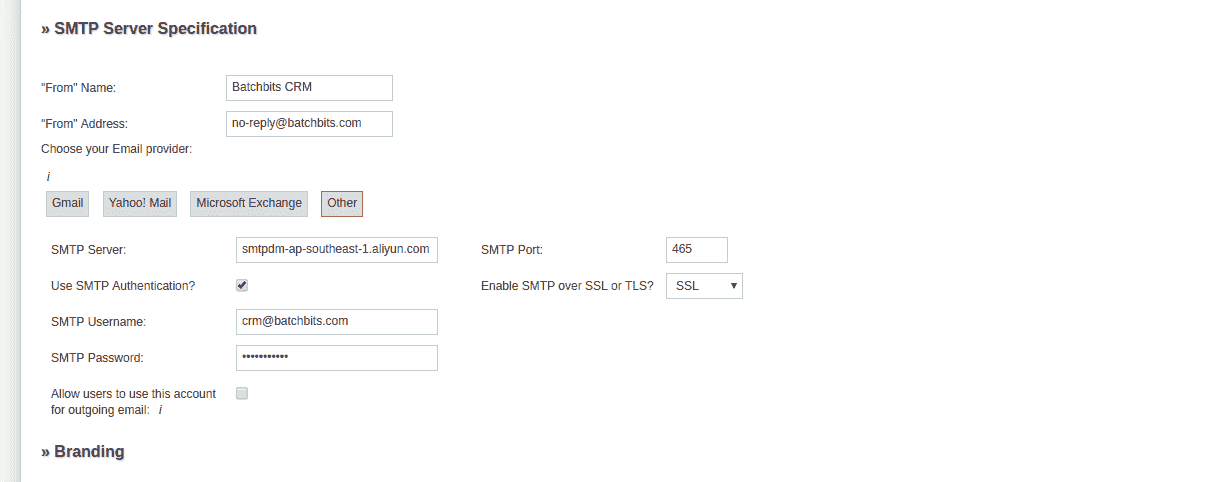 » SMTP Server Specification
"From" Name: Batchbits CRM
"From" Address: no-reply@batchbits.com
Choose your Email provider:
i
Gmail Yahoo! Mail Microsoft Exchange Other
SMTP Server: smtpdm-ap-southeast-1.aliyun.com SMTP Port: 465
Use SMTP Authentication? Enable SMTP over SSL or TLS? SSL
SMTP Username: crm@batchbits.com
SMTP Password: •••••••••••
Allow users to use this account
for outgoing email: i
» Branding